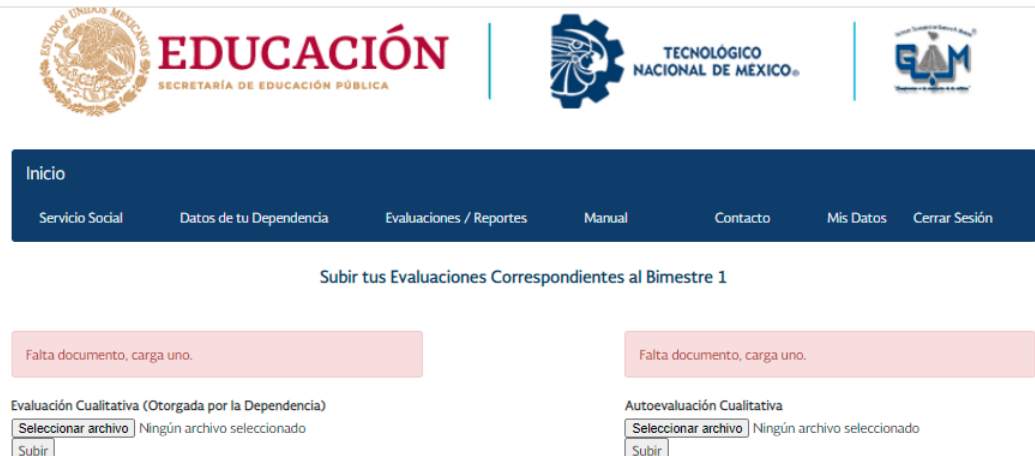 ESTADOS UNIDOS MEXICANOS
EDUCACIÓN
SECRETARÍA DE EDUCACIÓN PÚBLICA
TECNOLÓGICO
NACIONAL DE MÉXICO®
GAM
Inicio
Servicio Social Datos de tu Dependencia Evaluaciones / Reportes Manual Contacto Mis Datos Cerrar Sesión
Subir tus Evaluaciones Correspondientes al Bimestre 1
Falta documento, carga uno. Falta documento, carga uno.
Evaluación Cualitativa (Otorgada por la Dependencia) Autoevaluación Cualitativa
Seleccionar archivo Ningún archivo seleccionado Seleccionar archivo Ningún archivo seleccionado
Subir Subir